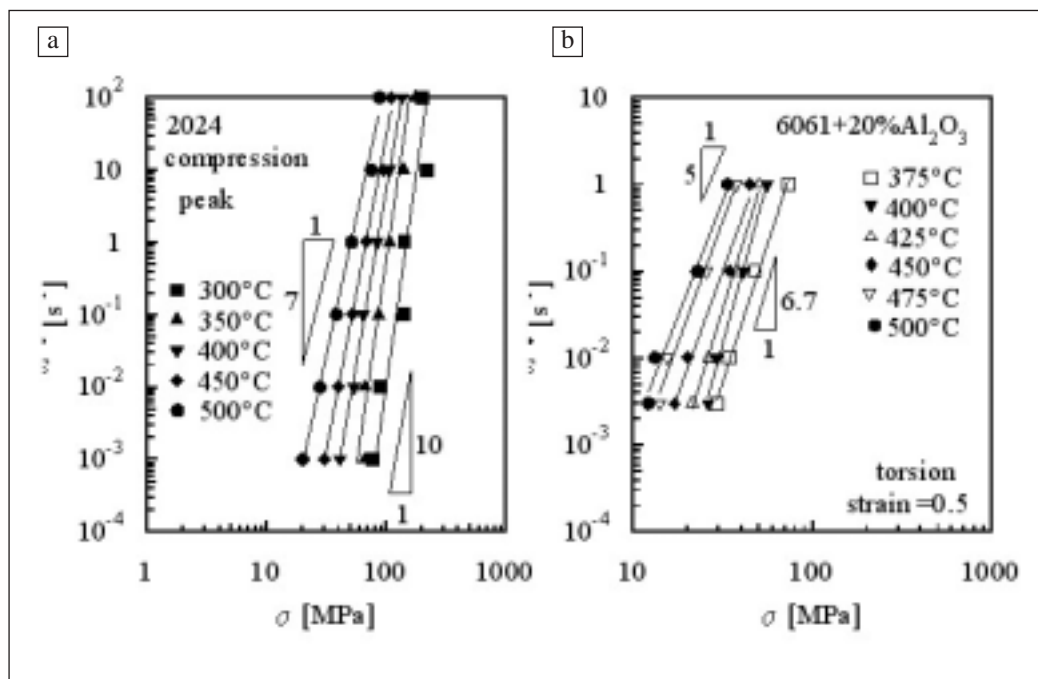 a
b
10²
10
1
10⁻¹
10⁻²
10⁻³
10⁻⁴
2024
compression
peak
1
7
300°C
350°C
400°C
450°C
500°C
10
1
1
10
100
1000
σ [MPa]
10
1
10⁻¹
10⁻²
10⁻³
10⁻⁴
6061+20%Al₂O₃
1
5
375°C
400°C
425°C
450°C
475°C
500°C
6.7
1
torsion
strain =0.5
10
100
1000
σ [MPa]